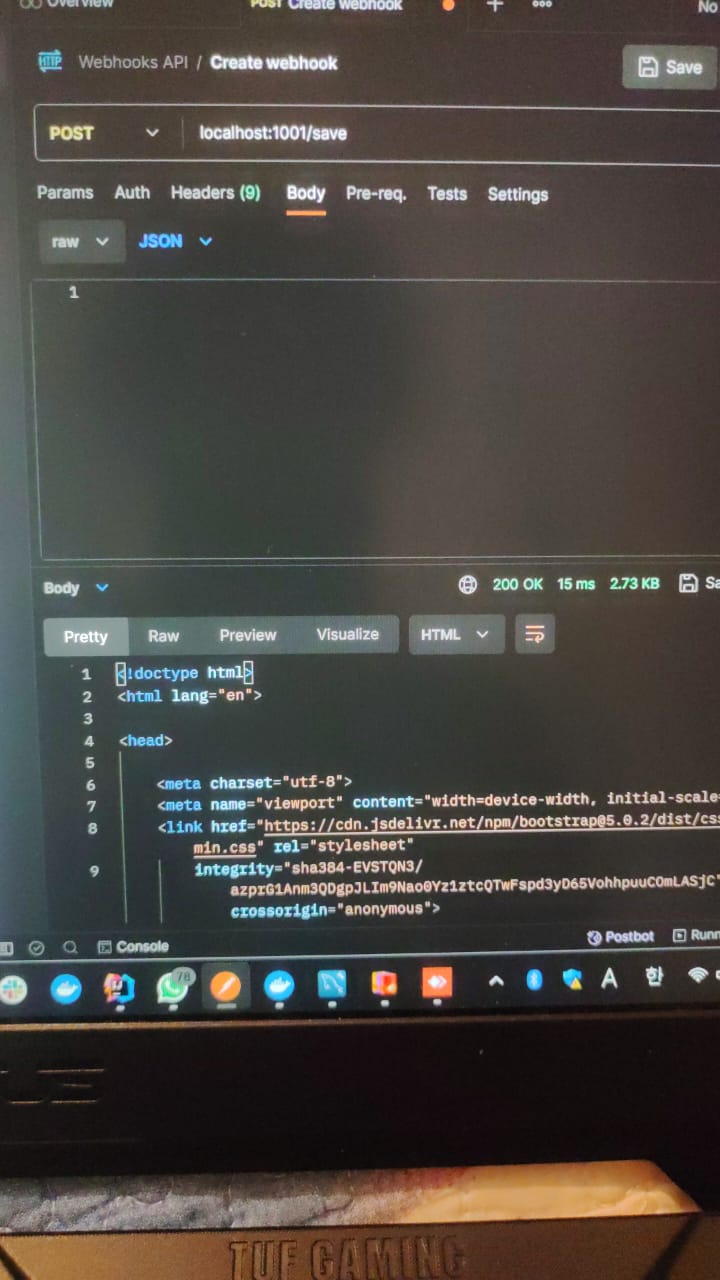 Overview
POST Create webhook
No
HTTP Webhooks API / Create webhook
Save
POST
localhost:1001/save
Params Auth Headers (9) Body Pre-req. Tests Settings
raw JSON
1
Body
200 OK 15 ms 2.73 KB Sa
Pretty Raw Preview Visualize HTML
1 <!doctype html>
2 <html lang="en">
3
4 <head>
5
6 <meta charset="utf-8">
7 <meta name="viewport" content="width=device-width, initial-scale=
8 <link href="https://cdn.jsdelivr.net/npm/bootstrap@5.0.2/dist/css
min.css" rel="stylesheet"
9 integrity="sha384-EVSTQN3/
azprG1Anm3QDgpJLIm9Nao0Yz1ztcQTwFspd3yD65VohhpuuCOmLASjC"
crossorigin="anonymous">
Console
Postbot Runn
78
A 한
TUF GAMING